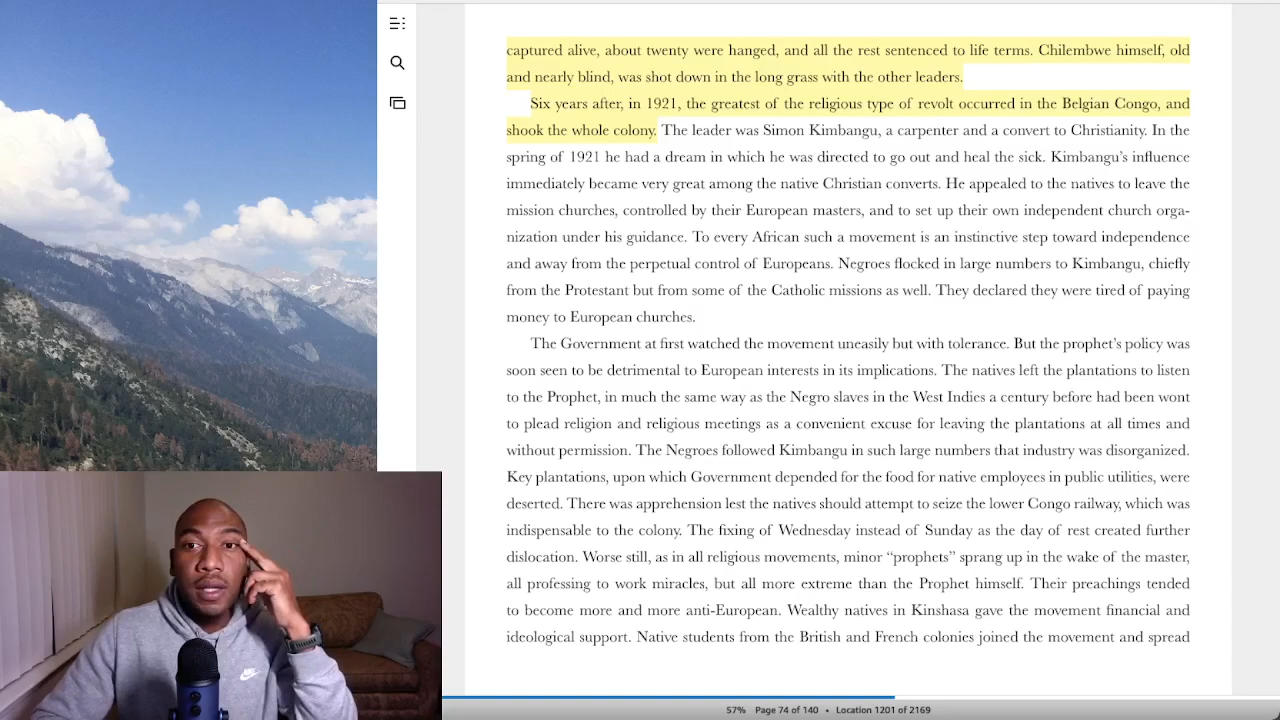 captured alive, about twenty were hanged, and all the rest sentenced to life terms. Chilembwe himself, old
and nearly blind, was shot down in the long grass with the other leaders.
Six years after, in 1921, the greatest of the religious type of revolt occurred in the Belgian Congo, and
shook the whole colony. The leader was Simon Kimbangu, a carpenter and a convert to Christianity. In the
spring of 1921 he had a dream in which he was directed to go out and heal the sick. Kimbangu’s influence
immediately became very great among the native Christian converts. He appealed to the natives to leave the
mission churches, controlled by their European masters, and to set up their own independent church orga-
nization under his guidance. To every African such a movement is an instinctive step toward independence
and away from the perpetual control of Europeans. Negroes flocked in large numbers to Kimbangu, chiefly
from the Protestant but from some of the Catholic missions as well. They declared they were tired of paying
money to European churches.
The Government at first watched the movement uneasily but with tolerance. But the prophet’s policy was
soon seen to be detrimental to European interests in its implications. The natives left the plantations to listen
to the Prophet, in much the same way as the Negro slaves in the West Indies a century before had been wont
to plead religion and religious meetings as a convenient excuse for leaving the plantations at all times and
without permission. The Negroes followed Kimbangu in such large numbers that industry was disorganized.
Key plantations, upon which Government depended for the food for native employees in public utilities, were
deserted. There was apprehension lest the natives should attempt to seize the lower Congo railway, which was
indispensable to the colony. The fixing of Wednesday instead of Sunday as the day of rest created further
dislocation. Worse still, as in all religious movements, minor “prophets” sprang up in the wake of the master,
all professing to work miracles, but all more extreme than the Prophet himself. Their preachings tended
to become more and more anti-European. Wealthy natives in Kinshasa gave the movement financial and
ideological support. Native students from the British and French colonies joined the movement and spread
57% Page 74 of 140 • Location 1201 of 2169
NIKE